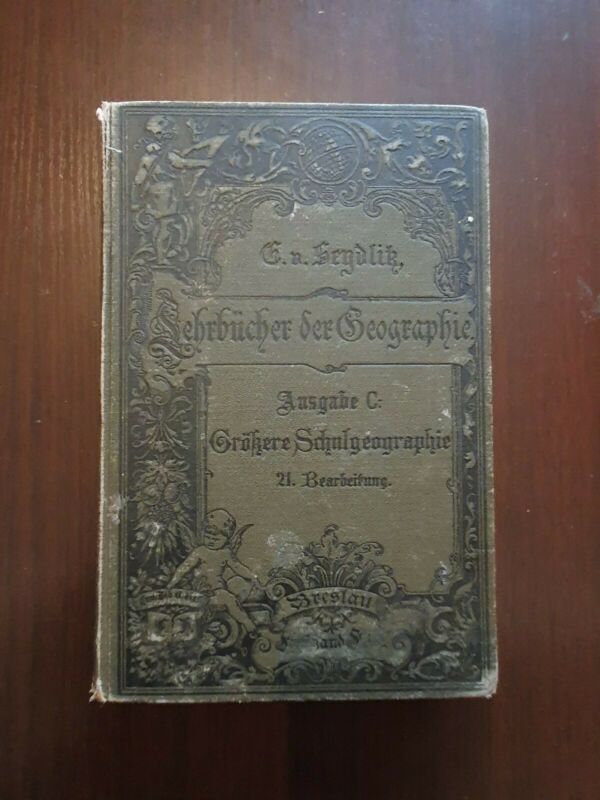 E. v. Seydlitz,
Lehrbücher der Geographie.
Ausgabe C:
Größere Schulgeographie
21. Bearbeitung.
Breslau